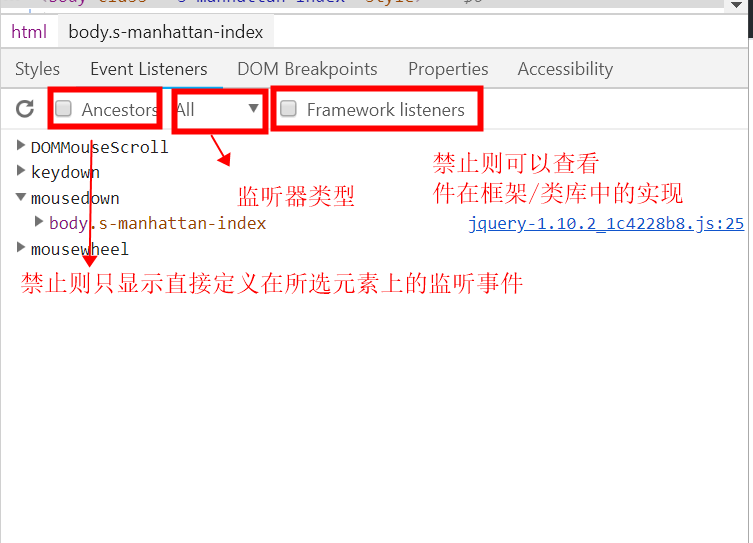 html body.s-manhattan-index
Styles Event Listeners DOM Breakpoints Properties Accessibility
Ancestors All Framework listeners
DOMMouseScroll
keydown
mousedown
body.s-manhattan-index jquery-1.10.2_1c4228b8.js:25
mousewheel
禁止则可以查看
件在框架/类库中的实现
监听器类型
禁止则只显示直接定义在所选元素上的监听事件